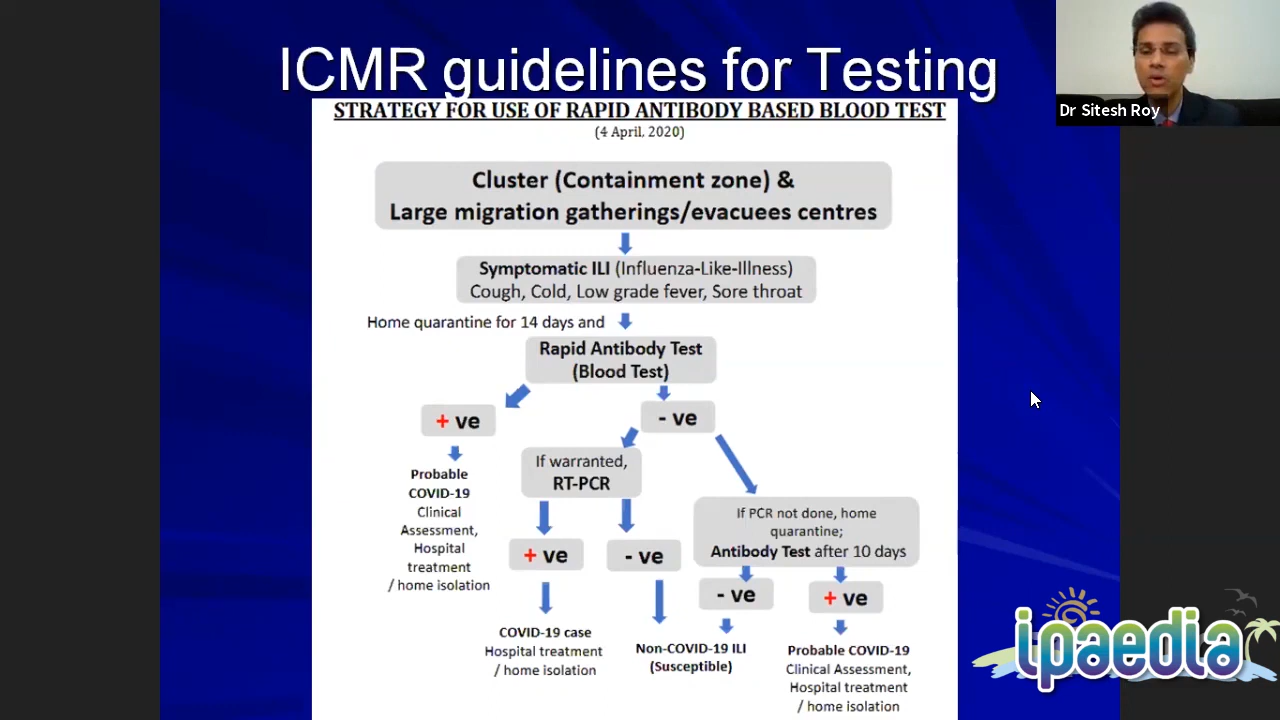 ICMR guidelines for Testing
Dr Sitesh Roy
STRATEGY FOR USE OF RAPID ANTIBODY BASED BLOOD TEST
(4 April, 2020)
Cluster (Containment zone) &
Large migration gatherings/evacuees centres
Symptomatic ILI (Influenza-Like-Illness)
Cough, Cold, Low grade fever, Sore throat
Home quarantine for 14 days and
Rapid Antibody Test
(Blood Test)
+ ve
- ve
Probable
COVID-19
Clinical
Assessment,
Hospital
treatment
/ home isolation
If warranted,
RT-PCR
+ ve
- ve
COVID-19 case
Hospital treatment
/ home isolation
If PCR not done, home
quarantine;
Antibody Test after 10 days
- ve
+ ve
Non-COVID-19 ILI
(Susceptible)
Probable COVID-19
Clinical Assessment,
Hospital treatment
/ home isolation
ipaedia